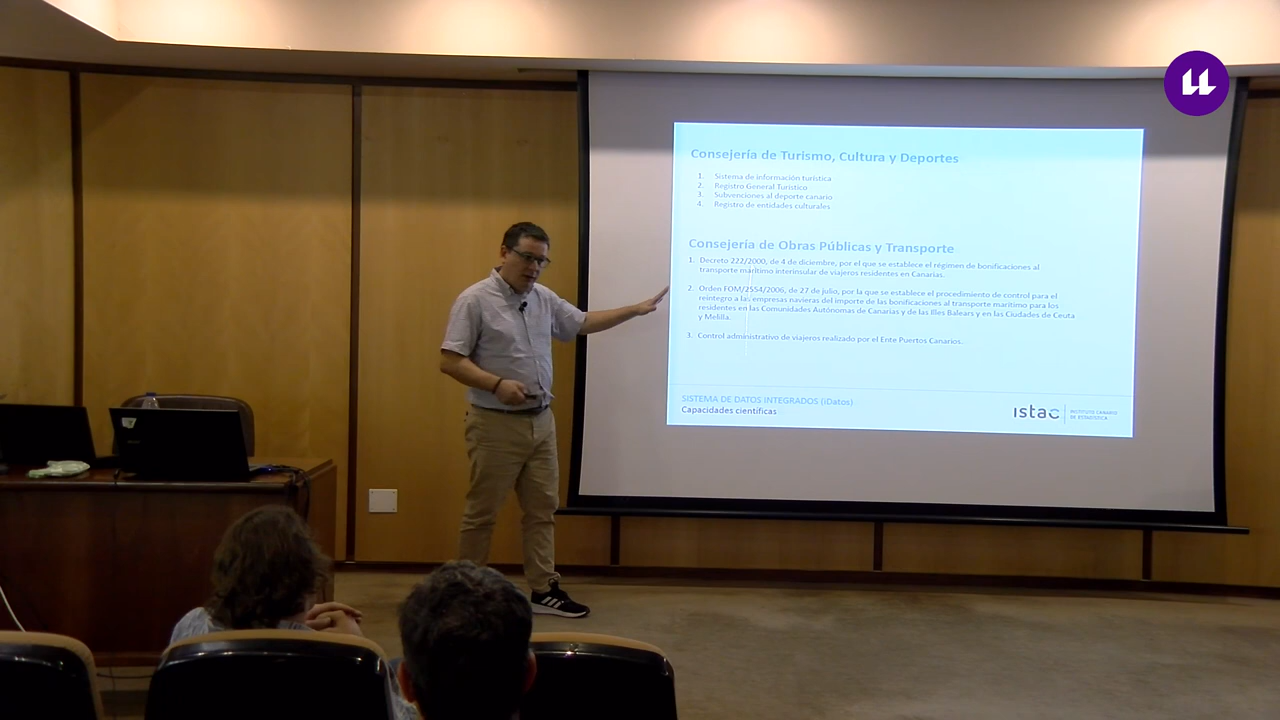 Consejería de Turismo, Cultura y Deportes
1. Sistema de información turística
2. Registro General Turístico
3. Subvenciones al deporte canario
4. Registro de entidades culturales
Consejería de Obras Públicas y Transporte
1. Decreto 222/2000, de 4 de diciembre, por el que se establece el régimen de bonificaciones al
transporte marítimo interinsular de viajeros residentes en Canarias.
2. Orden FOM/2554/2006, de 27 de julio, por la que se establece el procedimiento de control para el
reintegro a las empresas navieras del importe de las bonificaciones al transporte marítimo para los
residentes en las Comunidades Autónomas de Canarias y de las Illes Balears y en las Ciudades de Ceuta
y Melilla.
3. Control administrativo de viajeros realizado por el Ente Puertos Canarios.
SISTEMA DE DATOS INTEGRADOS (iDatos)
Capacidades científicas
istac
INSTITUTO CANARIO
DE ESTADÍSTICA